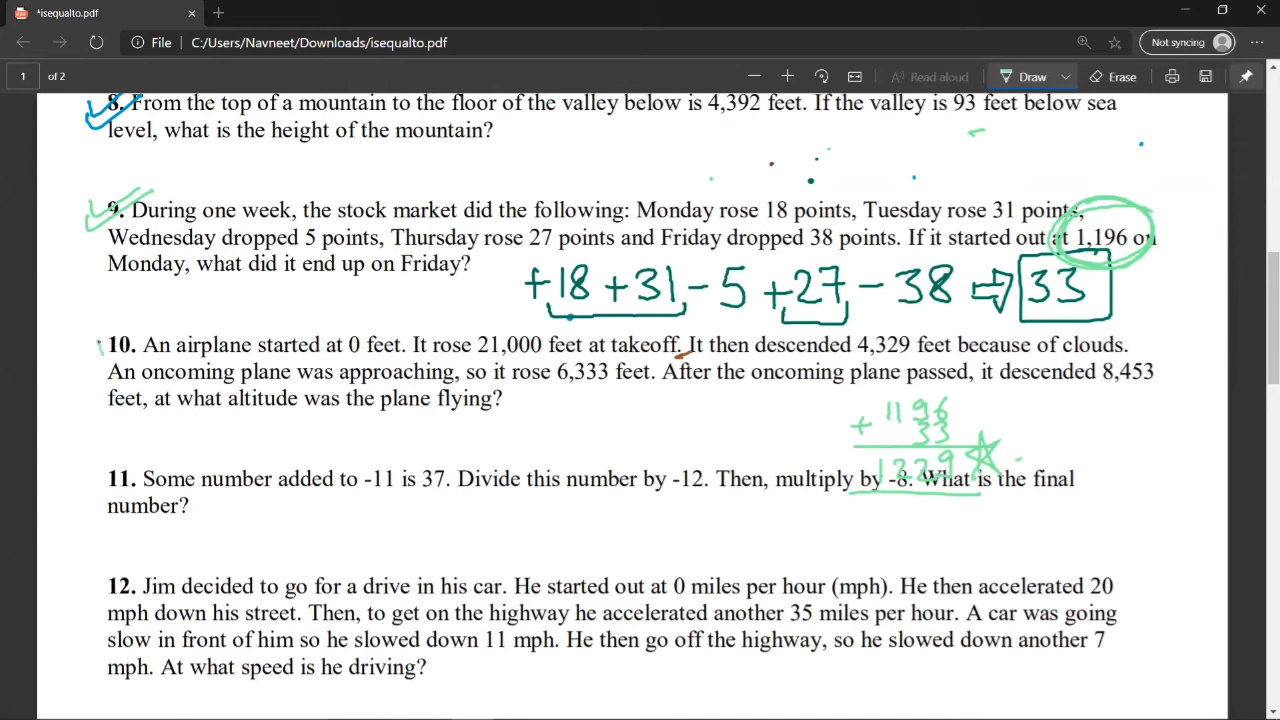 *isequalto.pdf
File C:/Users/Navneet/Downloads/isequalto.pdf Not syncing
1 of 2 Read aloud Draw Erase
8. From the top of a mountain to the floor of the valley below is 4,392 feet. If the valley is 93 feet below sea
level, what is the height of the mountain?
9. During one week, the stock market did the following: Monday rose 18 points, Tuesday rose 31 points,
Wednesday dropped 5 points, Thursday rose 27 points and Friday dropped 38 points. If it started out at 1,196 on
Monday, what did it end up on Friday?
+18 +31 - 5 +27 - 38 ⇒ 33
10. An airplane started at 0 feet. It rose 21,000 feet at takeoff. It then descended 4,329 feet because of clouds.
An oncoming plane was approaching, so it rose 6,333 feet. After the oncoming plane passed, it descended 8,453
feet, at what altitude was the plane flying?
1196
+ 33
1229
11. Some number added to -11 is 37. Divide this number by -12. Then, multiply by -8. What is the final
number?
12. Jim decided to go for a drive in his car. He started out at 0 miles per hour (mph). He then accelerated 20
mph down his street. Then, to get on the highway he accelerated another 35 miles per hour. A car was going
slow in front of him so he slowed down 11 mph. He then go off the highway, so he slowed down another 7
mph. At what speed is he driving?